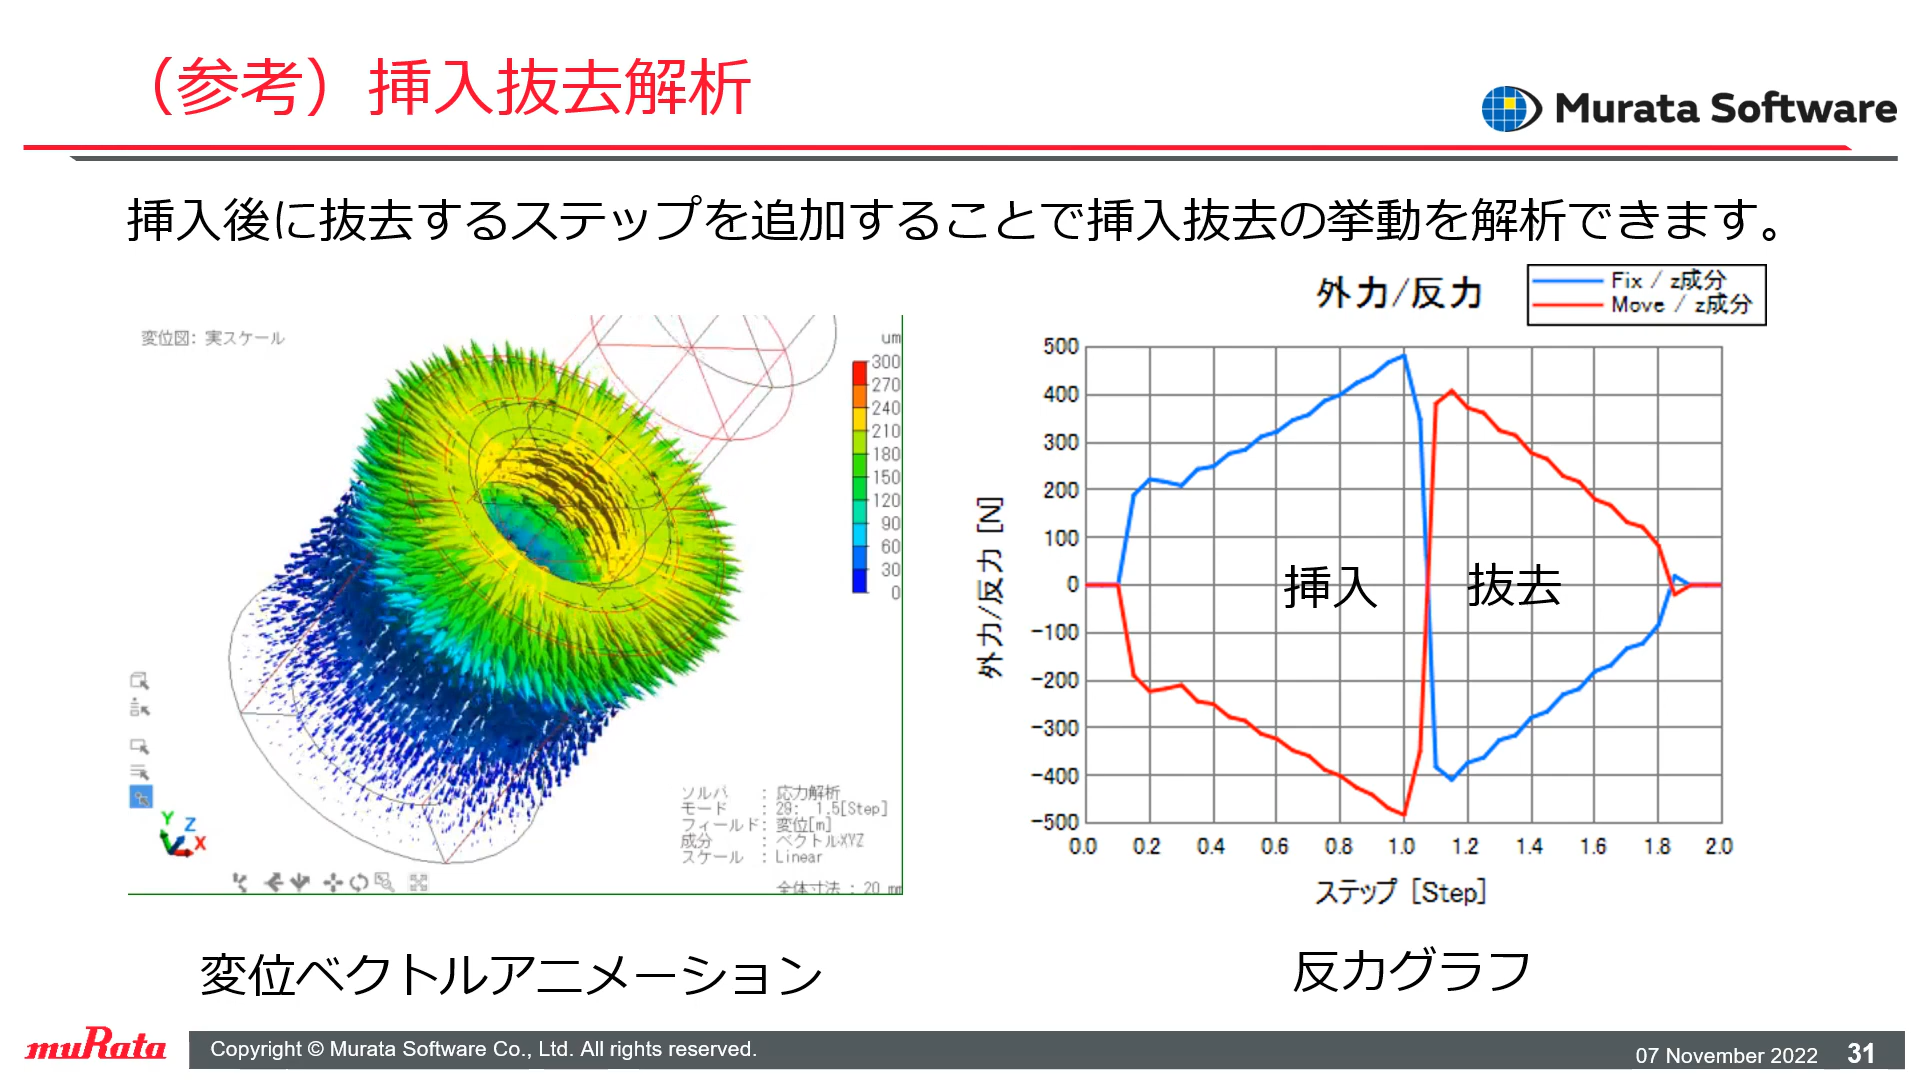 （参考）挿入抜去解析
Murata Software
挿入後に抜去するステップを追加することで挿入抜去の挙動を解析できます。
変位図: 実スケール
um
300
270
240
210
180
150
120
90
60
30
0
Y
Z
X
ソルバ : 応力解析
モード : 29: 1.5[Step]
フィールド: 変位[m]
成分 : ベクトルXYZ
スケール : Linear
全体寸法 : 20 mm
変位ベクトルアニメーション
外力/反力
Fix / z成分
Move / z成分
外力/反力 [N]
500
400
300
200
100
0
-100
-200
-300
-400
-500
挿入
抜去
0.0 0.2 0.4 0.6 0.8 1.0 1.2 1.4 1.6 1.8 2.0
ステップ [Step]
反力グラフ
muRata
Copyright © Murata Software Co., Ltd. All rights reserved.
07 November 2022
31